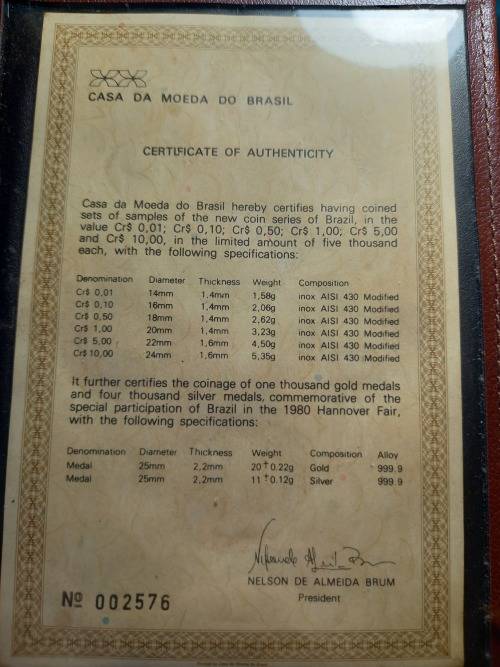 CASA DA MOEDA DO BRASIL
CERTIFICATE OF AUTHENTICITY
Casa da Moeda do Brasil hereby certifies having coined
sets of samples of the new coin series of Brazil, in the
value Cr$ 0,01; Cr$ 0,10; Cr$ 0,50; Cr$ 1,00; Cr$ 5,00
and Cr$ 10,00, in the limited amount of five thousand
each, with the following specifications:
Denomination Diameter Thickness Weight Composition
Cr$ 0,01 14mm 1,4mm 1,58g inox AISI 430 Modified
Cr$ 0,10 16mm 1,4mm 2,06g inox AISI 430 Modified
Cr$ 0,50 18mm 1,4mm 2,62g inox AISI 430 Modified
Cr$ 1,00 20mm 1,4mm 3,23g inox AISI 430 Modified
Cr$ 5,00 22mm 1,6mm 4,50g inox AISI 430 Modified
Cr$ 10,00 24mm 1,6mm 5,35g inox AISI 430 Modified
It further certifies the coinage of one thousand gold medals
and four thousand silver medals, commemorative of the
special participation of Brazil in the 1980 Hannover Fair,
with the following specifications:
Denomination Diameter Thickness Weight Composition Alloy
Medal 25mm 2,2mm 20 ± 0.22g Gold 999.9
Medal 25mm 2,2mm 11 ± 0.12g Silver 999.9
NELSON DE ALMEIDA BRUM
President
Nº 002576